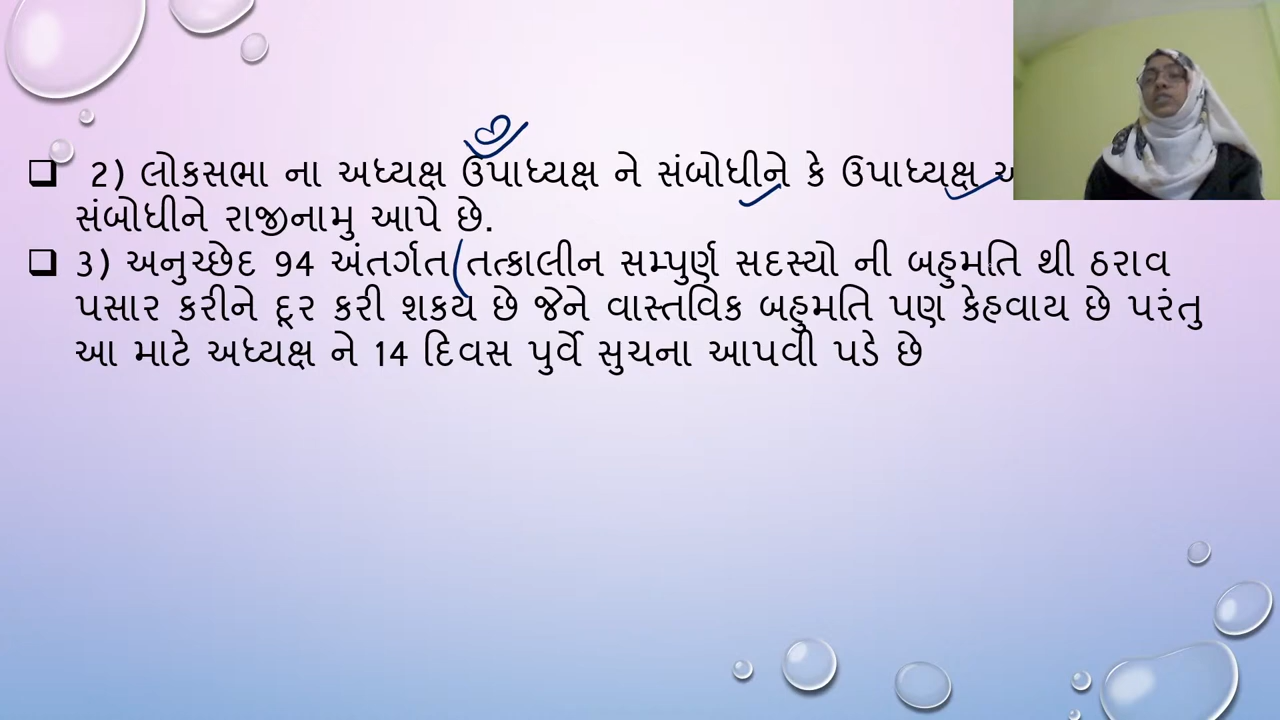 2) લોકસભા ના અધ્યક્ષ ઉપાધ્યક્ષ ને સંબોધીને કે ઉપાધ્યક્ષ
સંબોધીને રાજીનામુ આપે છે.
3) અનુચ્છેદ 94 અંતર્ગત તત્કાલીન સમ્પુર્ણ સદસ્યો ની બહુમતિ થી ઠરાવ
પસાર કરીને દૂર કરી શકય છે જેને વાસ્તવિક બહુમતિ પણ કેહવાય છે પરંતુ
આ માટે અધ્યક્ષ ને 14 દિવસ પુર્વે સુચના આપવી પડે છે